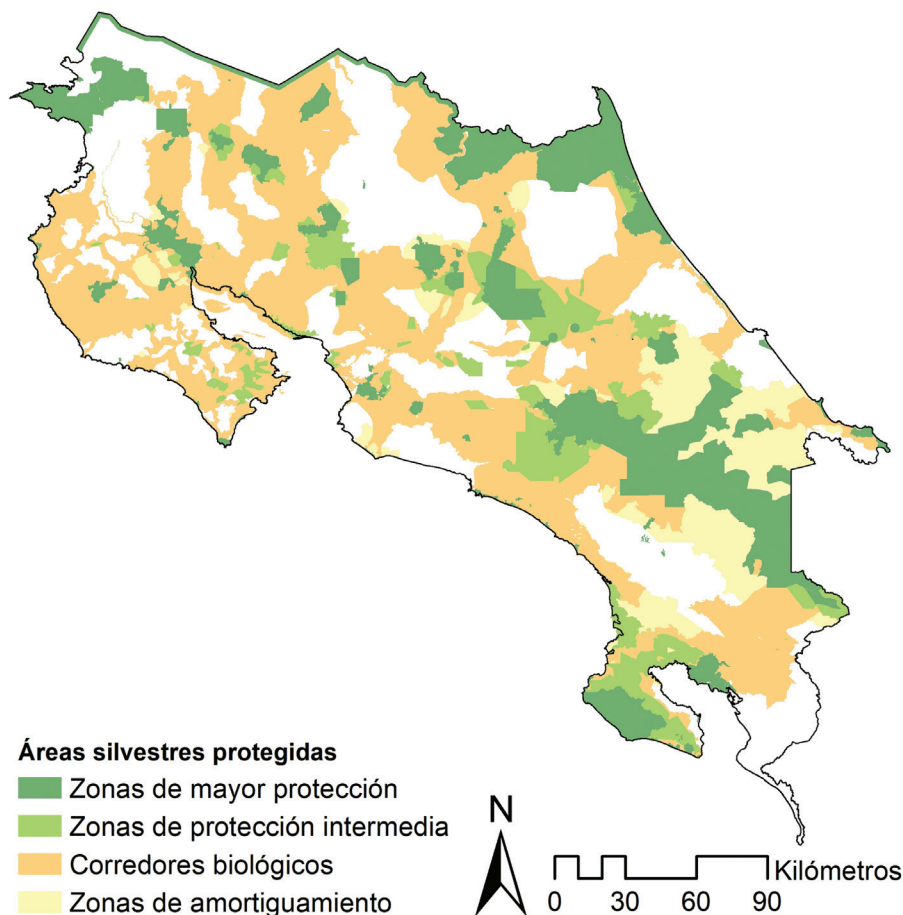 Áreas silvestres protegidas
Zonas de mayor protección
Zonas de protección intermedia
Corredores biológicos
Zonas de amortiguamiento
N
Kilómetros
0 30 60 90